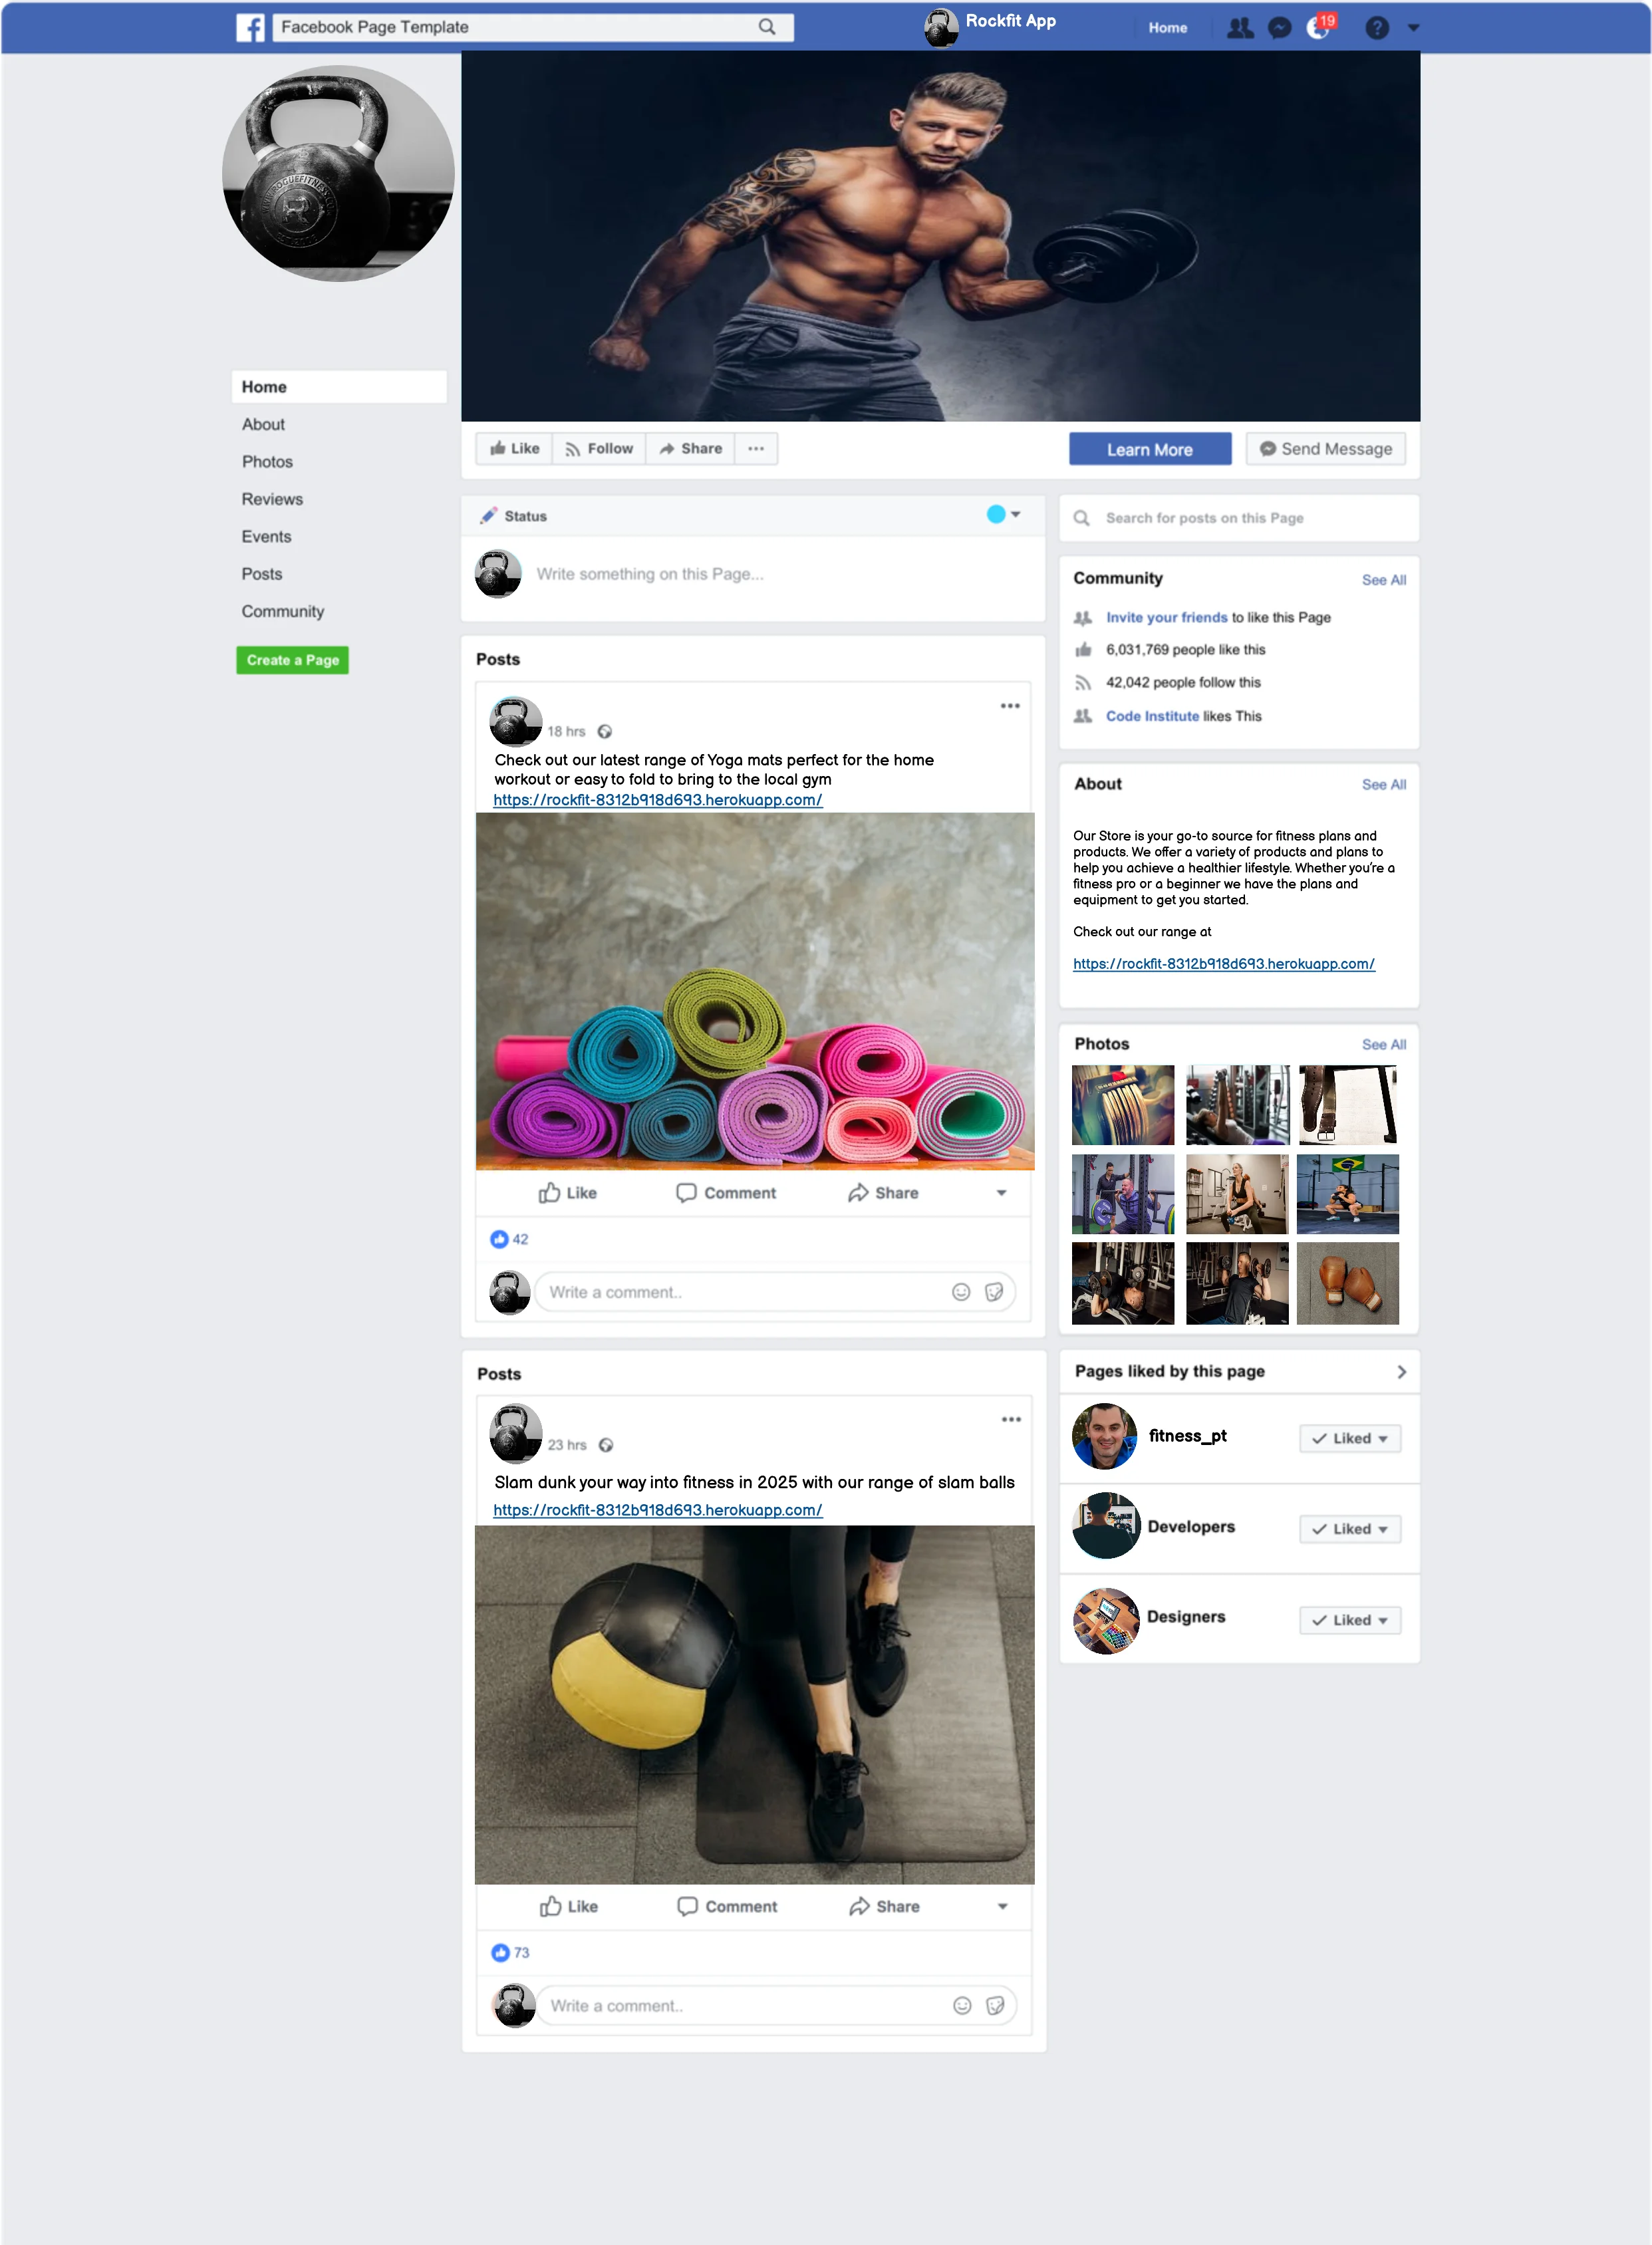 Facebook Page Template
Rockfit App
Home
19
?
Home
About
Photos
Reviews
Events
Posts
Community
Create a Page
Like
Follow
Share
Learn More
Send Message
Status
Write something on this Page...
Posts
18 hrs
Check out our latest range of Yoga mats perfect for the home
workout or easy to fold to bring to the local gym
https://rockfit-8312b918d693.herokuapp.com/
Like
Comment
Share
42
Write a comment..
Posts
23 hrs
Slam dunk your way into fitness in 2025 with our range of slam balls
https://rockfit-8312b918d693.herokuapp.com/
Like
Comment
Share
73
Write a comment..
Search for posts on this Page
Community
See All
Invite your friends to like this Page
6,031,769 people like this
42,042 people follow this
Code Institute likes This
About
See All
Our Store is your go-to source for fitness plans and
products. We offer a variety of products and plans to
help you achieve a healthier lifestyle. Whether you're a
fitness pro or a beginner we have the plans and
equipment to get you started.
Check out our range at
https://rockfit-8312b918d693.herokuapp.com/
Photos
See All
Pages liked by this page
fitness_pt
Liked
Developers
Liked
Designers
Liked